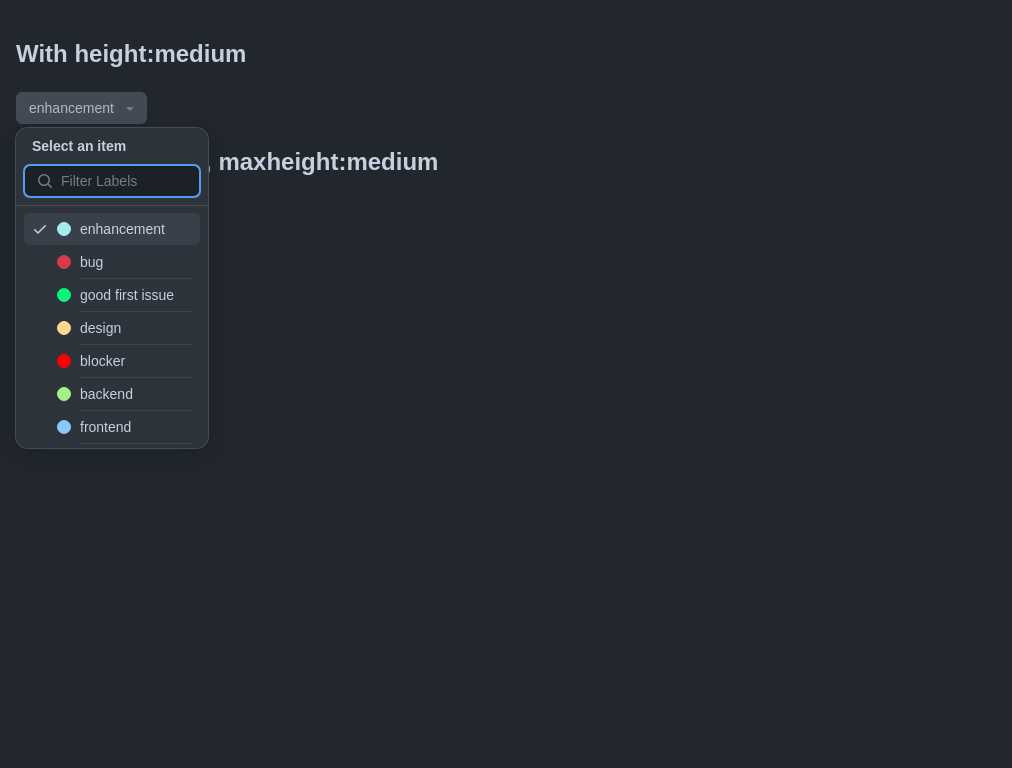 With height:medium
enhancement
Select an item
, maxheight:medium
Filter Labels
enhancement
bug
good first issue
design
blocker
backend
frontend